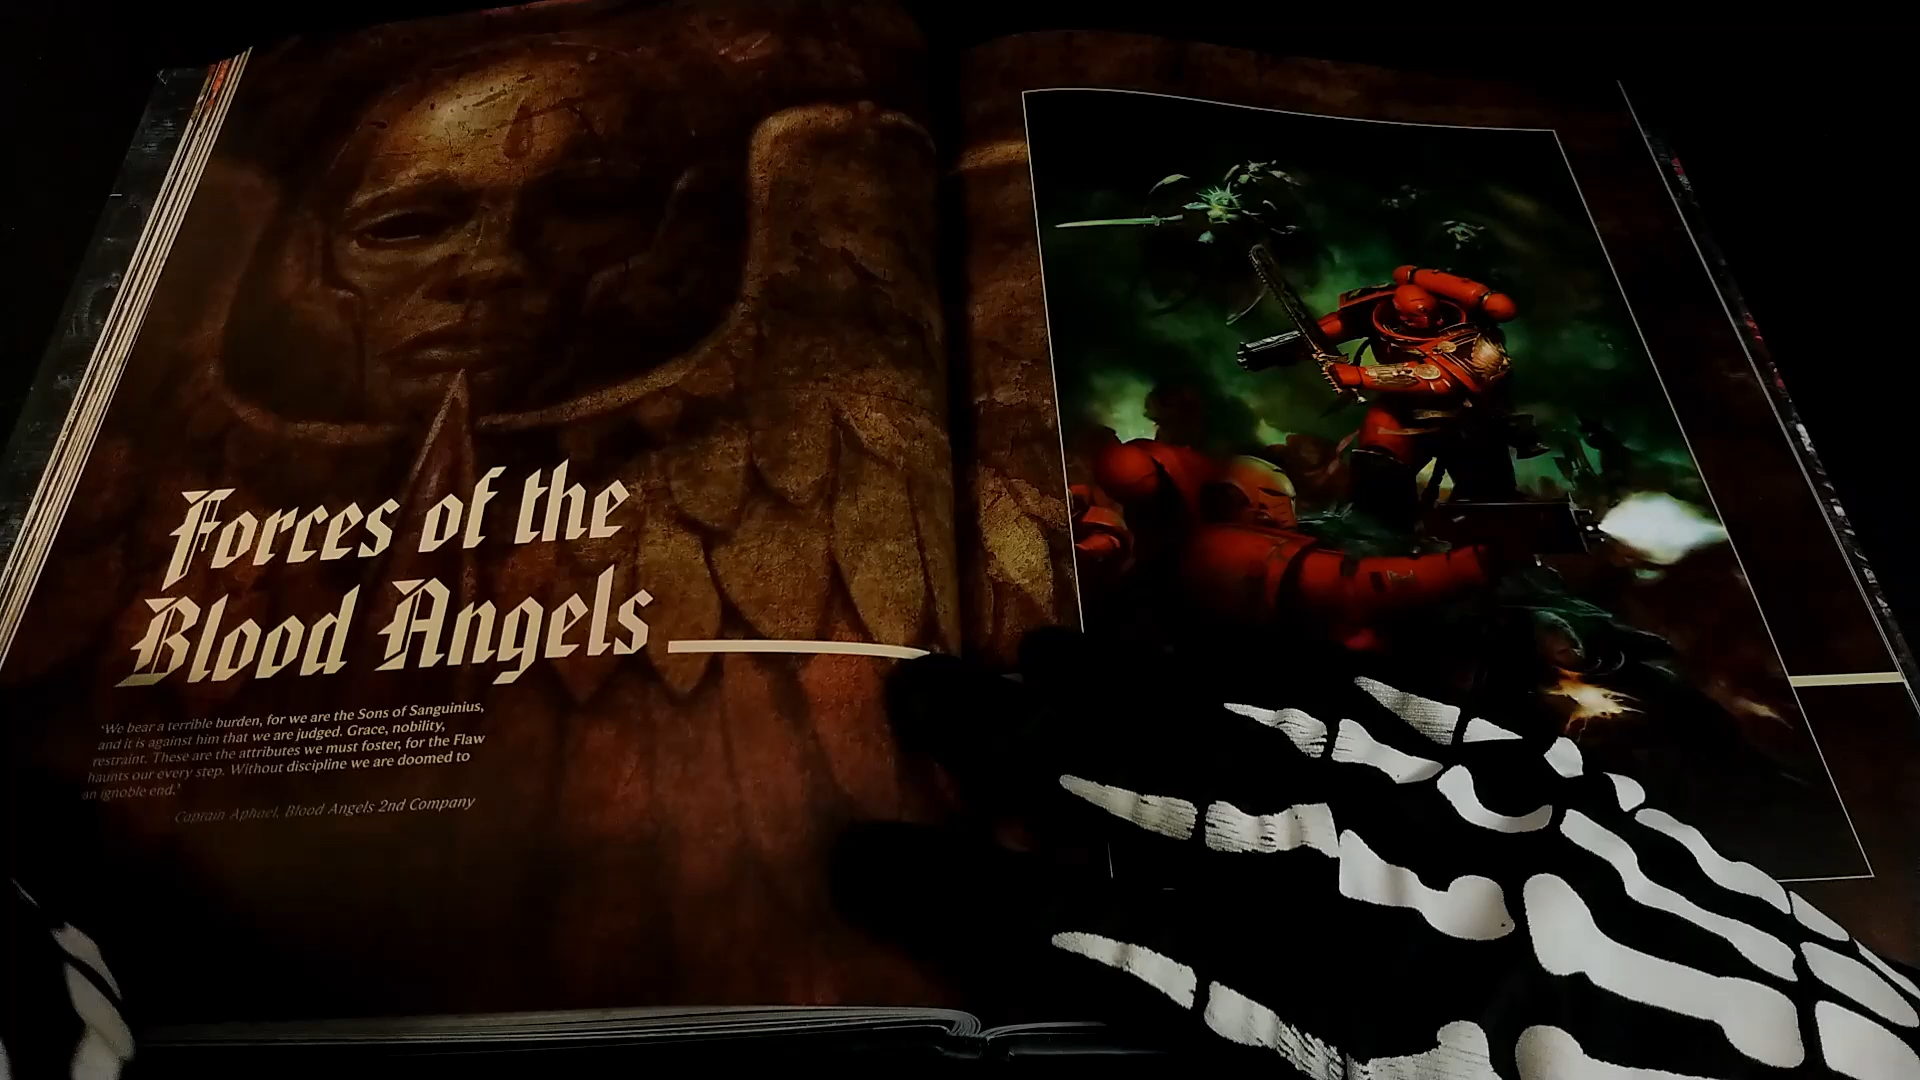 Forces of the
Blood Angels
'We bear a terrible burden, for we are the Sons of Sanguinius,
and it is against him that we are judged. Grace, nobility,
restraint. These are the attributes we must foster, for the Flaw
haunts our every step. Without discipline we are doomed to
an ignoble end.'
Captain Aphael, Blood Angels 2nd Company